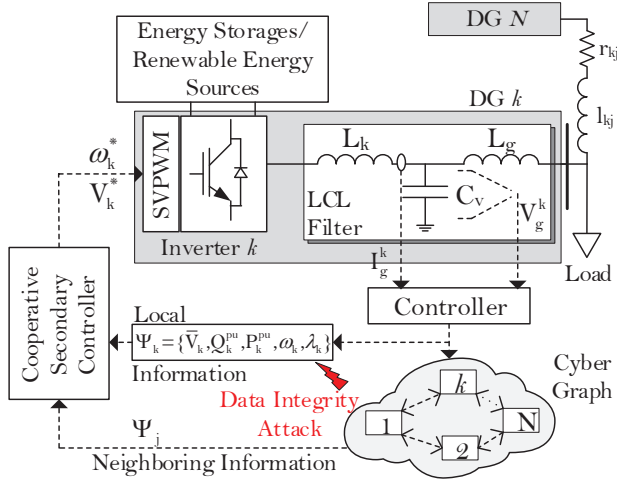 Energy Storages/
Renewable Energy
Sources
DG N
r_kj
l_kj
DG k
ω_k^*
V_k^*
SVPWM
Inverter k
L_k
L_g
C_v
LCL
Filter
V_g^k
I_g^k
Load
Cooperative
Secondary
Controller
Controller
Local
Ψ_k={V̅_k,Q_k^pu,P_k^pu,ω_k,λ_k}
Information
Data Integrity
Attack
Cyber
Graph
k
1
N
2
Ψ_j
Neighboring Information